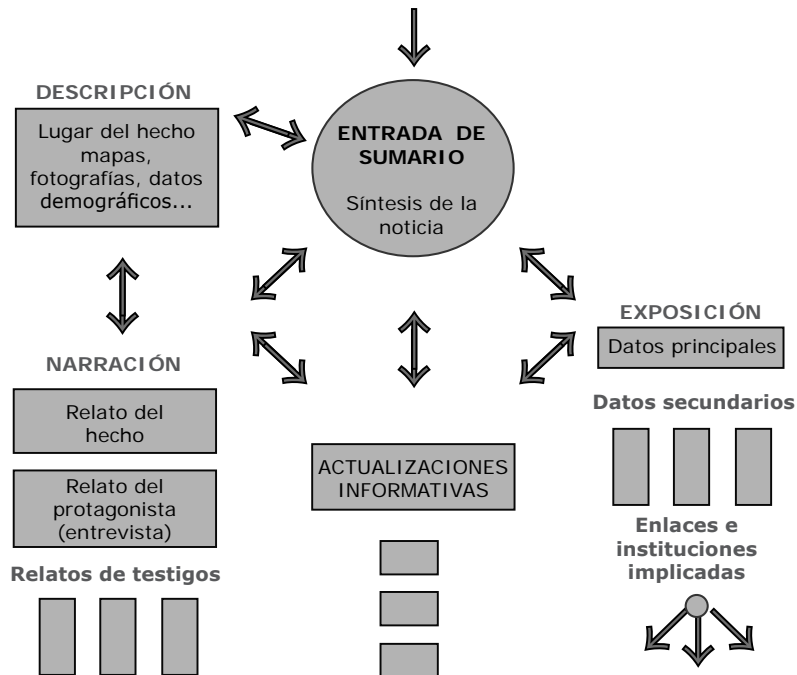 DESCRIPCIÓN
Lugar del hecho
mapas,
fotografías, datos
demográficos...
ENTRADA DE
SUMARIO
Síntesis de la
noticia
NARRACIÓN
Relato del
hecho
Relato del
protagonista
(entrevista)
Relatos de testigos
ACTUALIZACIONES
INFORMATIVAS
EXPOSICIÓN
Datos principales
Datos secundarios
Enlaces e
instituciones
implicadas